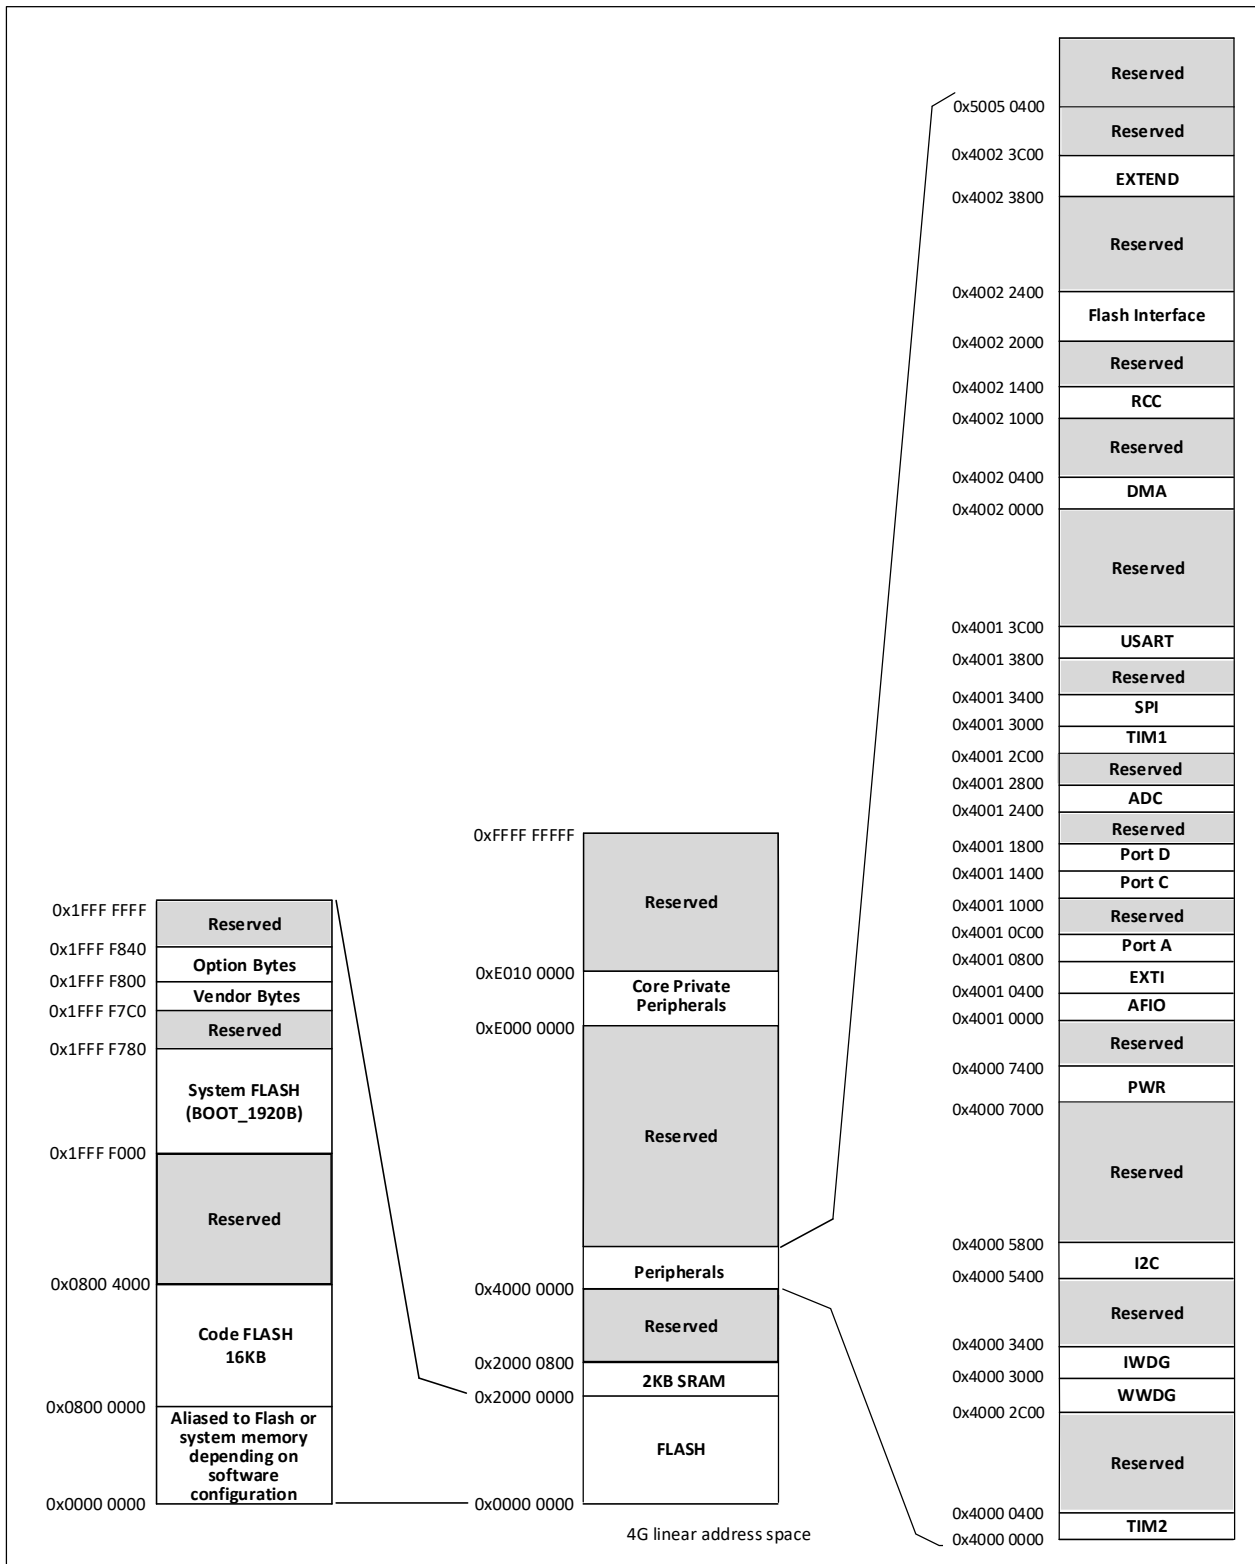 Reserved
0x5005 0400
Reserved
0x4002 3C00
EXTEND
0x4002 3800
Reserved
0x4002 2400
Flash Interface
0x4002 2000
Reserved
0x4002 1400
RCC
0x4002 1000
Reserved
0x4002 0400
DMA
0x4002 0000
Reserved
0x4001 3C00
USART
0x4001 3800
Reserved
0x4001 3400
SPI
0x4001 3000
TIM1
0x4001 2C00
Reserved
0x4001 2800
ADC
0x4001 2400
Reserved
0x4001 1800
Port D
0x4001 1400
Port C
0x4001 1000
Reserved
0x4001 0C00
Port A
0x4001 0800
EXTI
0x4001 0400
AFIO
0x4001 0000
Reserved
0x4000 7400
PWR
0x4000 7000
Reserved
0x4000 5800
I2C
0x4000 5400
Reserved
0x4000 3400
IWDG
0x4000 3000
WWDG
0x4000 2C00
Reserved
0x4000 0400
TIM2
0x4000 0000
0xFFFF FFFFF
Reserved
0xE010 0000
Core Private
Peripherals
0xE000 0000
Reserved
Peripherals
0x4000 0000
Reserved
0x2000 0800
2KB SRAM
0x2000 0000
FLASH
0x0000 0000
4G linear address space
0x1FFF FFFF
Reserved
0x1FFF F840
Option Bytes
0x1FFF F800
Vendor Bytes
0x1FFF F7C0
Reserved
0x1FFF F780
System FLASH
(BOOT_1920B)
0x1FFF F000
Reserved
0x0800 4000
Code FLASH
16KB
0x0800 0000
Aliased to Flash or
system memory
depending on
software
configuration
0x0000 0000